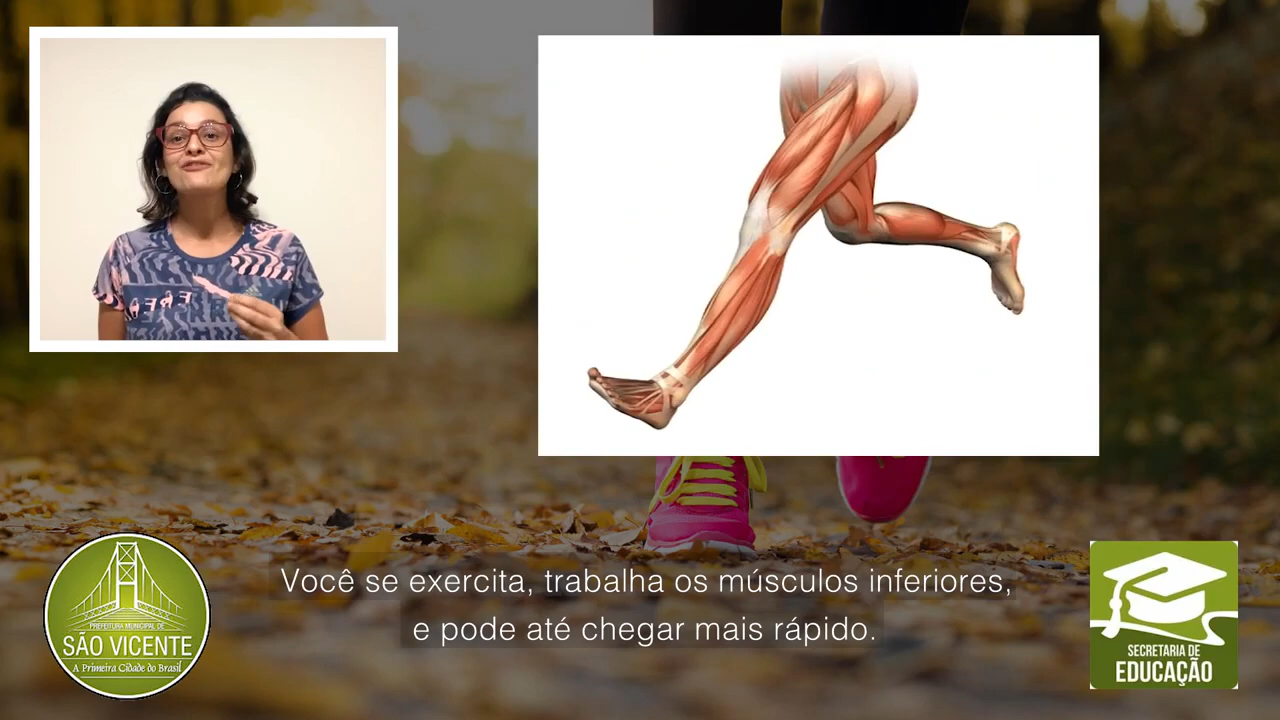 Você se exercita, trabalha os músculos inferiores,
e pode até chegar mais rápido.
PREFEITURA MUNICIPAL DE
SÃO VICENTE
A Primeira Cidade do Brasil
SECRETARIA DE
EDUCAÇÃO